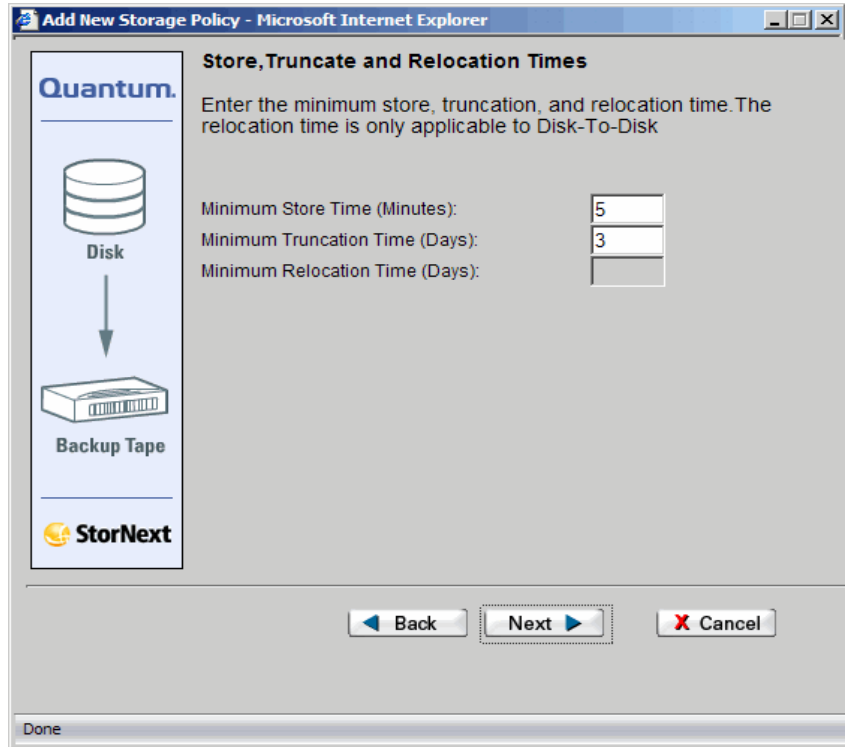 Add New Storage Policy - Microsoft Internet Explorer
Quantum.
Disk
Backup Tape
StorNext
Store,Truncate and Relocation Times
Enter the minimum store, truncation, and relocation time.The
relocation time is only applicable to Disk-To-Disk
Minimum Store Time (Minutes): 5
Minimum Truncation Time (Days): 3
Minimum Relocation Time (Days):
Back Next X Cancel
Done